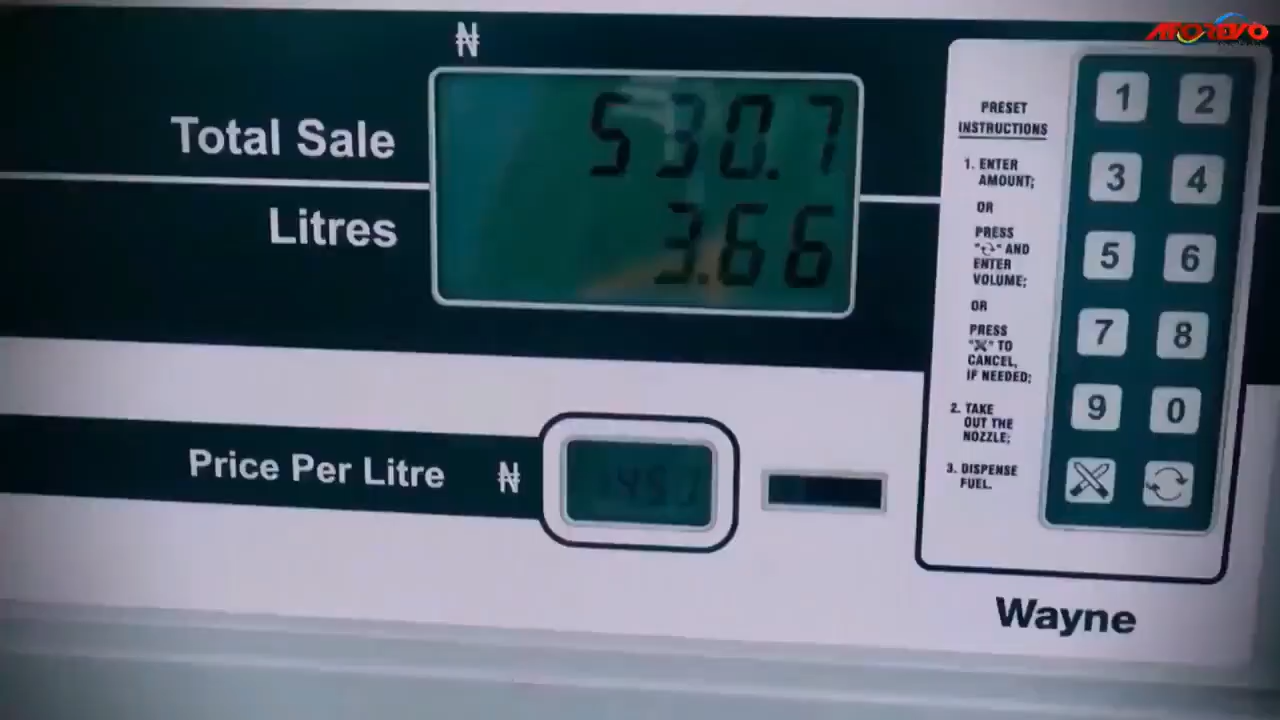 ₦
Total Sale 530.7
Litres 3.66
Price Per Litre ₦
PRESET
INSTRUCTIONS
1. ENTER
AMOUNT;
OR
PRESS
"⟳" AND
ENTER
VOLUME;
OR
PRESS
"✕" TO
CANCEL,
IF NEEDED;
2. TAKE
OUT THE
NOZZLE;
3. DISPENSE
FUEL.
1 2
3 4
5 6
7 8
9 0
Wayne